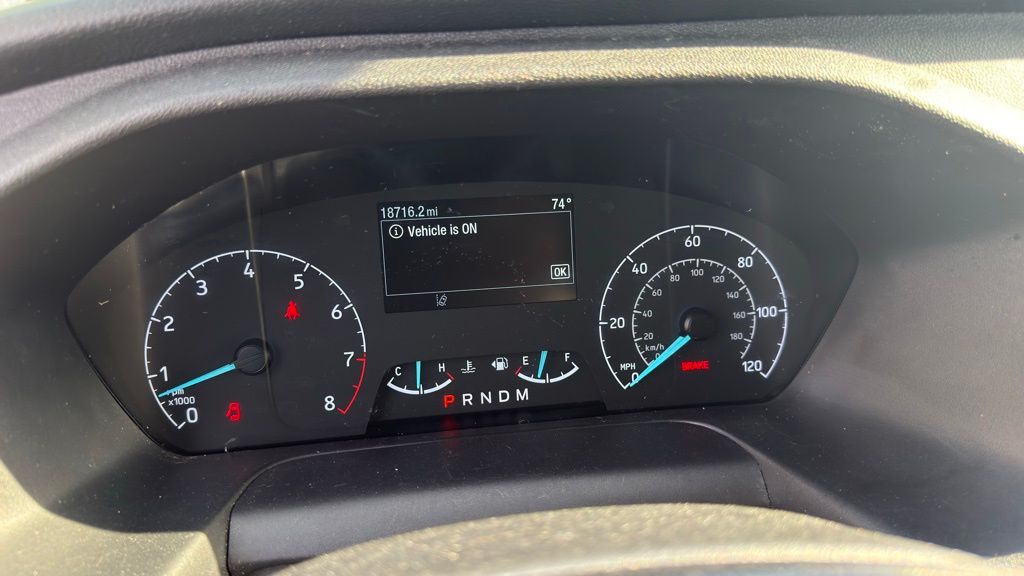 18716.2 mi 74°
Vehicle is ON
OK
0 1 2 3 4 5 6 7 8
x1000
C H E F
P R N D M
0 20 40 60 80 100 120
MPH
20 40 60 80 100 120 140 160 180
km/h
BRAKE